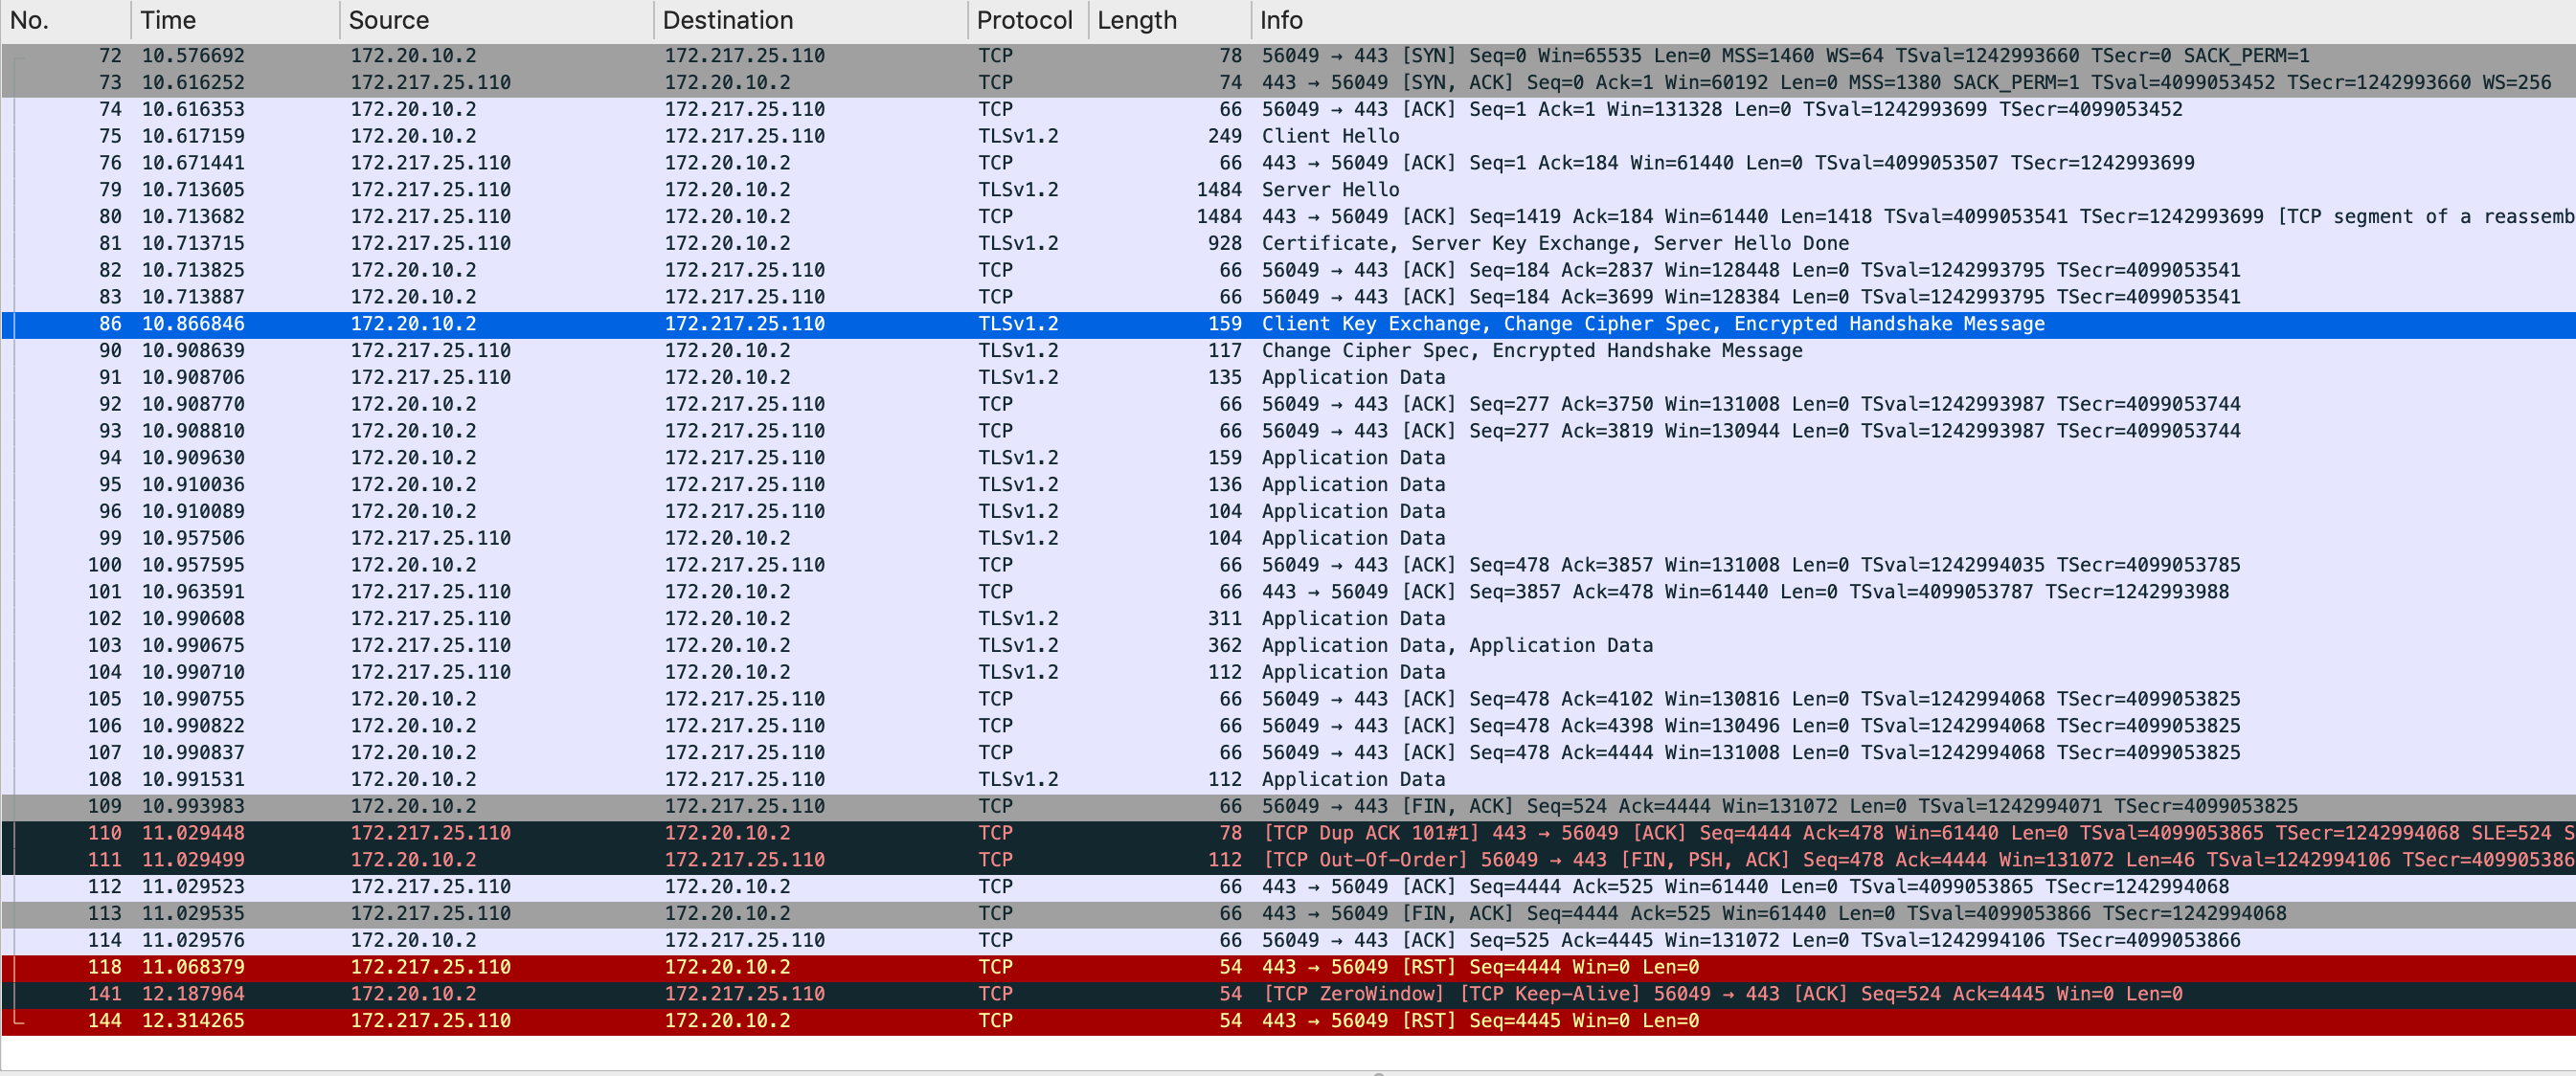 No. Time Source Destination Protocol Length Info
72 10.576692 172.20.10.2 172.217.25.110 TCP 78 56049 → 443 [SYN] Seq=0 Win=65535 Len=0 MSS=1460 WS=64 TSval=1242993660 TSecr=0 SACK_PERM=1
73 10.616252 172.217.25.110 172.20.10.2 TCP 74 443 → 56049 [SYN, ACK] Seq=0 Ack=1 Win=60192 Len=0 MSS=1380 SACK_PERM=1 TSval=4099053452 TSecr=1242993660 WS=256
74 10.616353 172.20.10.2 172.217.25.110 TCP 66 56049 → 443 [ACK] Seq=1 Ack=1 Win=131328 Len=0 TSval=1242993699 TSecr=4099053452
75 10.617159 172.20.10.2 172.217.25.110 TLSv1.2 249 Client Hello
76 10.671441 172.217.25.110 172.20.10.2 TCP 66 443 → 56049 [ACK] Seq=1 Ack=184 Win=61440 Len=0 TSval=4099053507 TSecr=1242993699
79 10.713605 172.217.25.110 172.20.10.2 TLSv1.2 1484 Server Hello
80 10.713682 172.217.25.110 172.20.10.2 TCP 1484 443 → 56049 [ACK] Seq=1419 Ack=184 Win=61440 Len=1418 TSval=4099053541 TSecr=1242993699 [TCP segment of a reassemb
81 10.713715 172.217.25.110 172.20.10.2 TLSv1.2 928 Certificate, Server Key Exchange, Server Hello Done
82 10.713825 172.20.10.2 172.217.25.110 TCP 66 56049 → 443 [ACK] Seq=184 Ack=2837 Win=128448 Len=0 TSval=1242993795 TSecr=4099053541
83 10.713887 172.20.10.2 172.217.25.110 TCP 66 56049 → 443 [ACK] Seq=184 Ack=3699 Win=128384 Len=0 TSval=1242993795 TSecr=4099053541
86 10.866846 172.20.10.2 172.217.25.110 TLSv1.2 159 Client Key Exchange, Change Cipher Spec, Encrypted Handshake Message
90 10.908639 172.217.25.110 172.20.10.2 TLSv1.2 117 Change Cipher Spec, Encrypted Handshake Message
91 10.908706 172.217.25.110 172.20.10.2 TLSv1.2 135 Application Data
92 10.908770 172.20.10.2 172.217.25.110 TCP 66 56049 → 443 [ACK] Seq=277 Ack=3750 Win=131008 Len=0 TSval=1242993987 TSecr=4099053744
93 10.908810 172.20.10.2 172.217.25.110 TCP 66 56049 → 443 [ACK] Seq=277 Ack=3819 Win=130944 Len=0 TSval=1242993987 TSecr=4099053744
94 10.909630 172.20.10.2 172.217.25.110 TLSv1.2 159 Application Data
95 10.910036 172.20.10.2 172.217.25.110 TLSv1.2 136 Application Data
96 10.910089 172.20.10.2 172.217.25.110 TLSv1.2 104 Application Data
99 10.957506 172.217.25.110 172.20.10.2 TLSv1.2 104 Application Data
100 10.957595 172.20.10.2 172.217.25.110 TCP 66 56049 → 443 [ACK] Seq=478 Ack=3857 Win=131008 Len=0 TSval=1242994035 TSecr=4099053785
101 10.963591 172.217.25.110 172.20.10.2 TCP 66 443 → 56049 [ACK] Seq=3857 Ack=478 Win=61440 Len=0 TSval=4099053787 TSecr=1242993988
102 10.990608 172.217.25.110 172.20.10.2 TLSv1.2 311 Application Data
103 10.990675 172.217.25.110 172.20.10.2 TLSv1.2 362 Application Data, Application Data
104 10.990710 172.217.25.110 172.20.10.2 TLSv1.2 112 Application Data
105 10.990755 172.20.10.2 172.217.25.110 TCP 66 56049 → 443 [ACK] Seq=478 Ack=4102 Win=130816 Len=0 TSval=1242994068 TSecr=4099053825
106 10.990822 172.20.10.2 172.217.25.110 TCP 66 56049 → 443 [ACK] Seq=478 Ack=4398 Win=130496 Len=0 TSval=1242994068 TSecr=4099053825
107 10.990837 172.20.10.2 172.217.25.110 TCP 66 56049 → 443 [ACK] Seq=478 Ack=4444 Win=131008 Len=0 TSval=1242994068 TSecr=4099053825
108 10.991531 172.20.10.2 172.217.25.110 TLSv1.2 112 Application Data
109 10.993983 172.20.10.2 172.217.25.110 TCP 66 56049 → 443 [FIN, ACK] Seq=524 Ack=4444 Win=131072 Len=0 TSval=1242994071 TSecr=4099053825
110 11.029448 172.217.25.110 172.20.10.2 TCP 78 [TCP Dup ACK 101#1] 443 → 56049 [ACK] Seq=4444 Ack=478 Win=61440 Len=0 TSval=4099053865 TSecr=1242994068 SLE=524 S
111 11.029499 172.20.10.2 172.217.25.110 TCP 112 [TCP Out-Of-Order] 56049 → 443 [FIN, PSH, ACK] Seq=478 Ack=4444 Win=131072 Len=46 TSval=1242994106 TSecr=409905386
112 11.029523 172.217.25.110 172.20.10.2 TCP 66 443 → 56049 [ACK] Seq=4444 Ack=525 Win=61440 Len=0 TSval=4099053865 TSecr=1242994068
113 11.029535 172.217.25.110 172.20.10.2 TCP 66 443 → 56049 [FIN, ACK] Seq=4444 Ack=525 Win=61440 Len=0 TSval=4099053866 TSecr=1242994068
114 11.029576 172.20.10.2 172.217.25.110 TCP 66 56049 → 443 [ACK] Seq=525 Ack=4445 Win=131072 Len=0 TSval=1242994106 TSecr=4099053866
118 11.068379 172.217.25.110 172.20.10.2 TCP 54 443 → 56049 [RST] Seq=4444 Win=0 Len=0
141 12.187964 172.20.10.2 172.217.25.110 TCP 54 [TCP ZeroWindow] [TCP Keep-Alive] 56049 → 443 [ACK] Seq=524 Ack=4445 Win=0 Len=0
144 12.314265 172.217.25.110 172.20.10.2 TCP 54 443 → 56049 [RST] Seq=4445 Win=0 Len=0